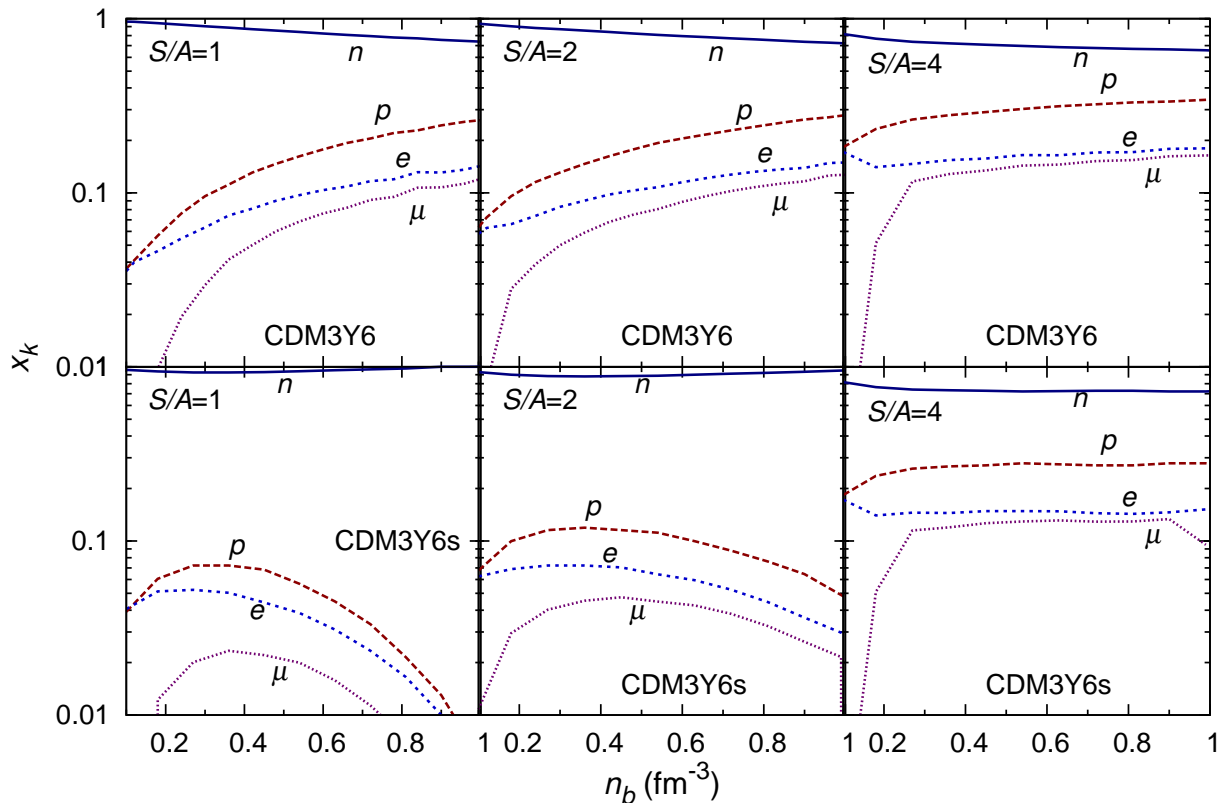 1
S/A=1
n
p
e
μ
CDM3Y6
S/A=2
n
p
e
μ
CDM3Y6
S/A=4
n
p
e
μ
CDM3Y6
0.1
x_k
0.01
S/A=1
n
CDM3Y6s
p
e
μ
S/A=2
n
p
e
μ
CDM3Y6s
S/A=4
n
p
e
μ
CDM3Y6s
0.1
0.01
0.2 0.4 0.6 0.8 1 0.2 0.4 0.6 0.8 1 0.2 0.4 0.6 0.8 1
n_b (fm^-3)